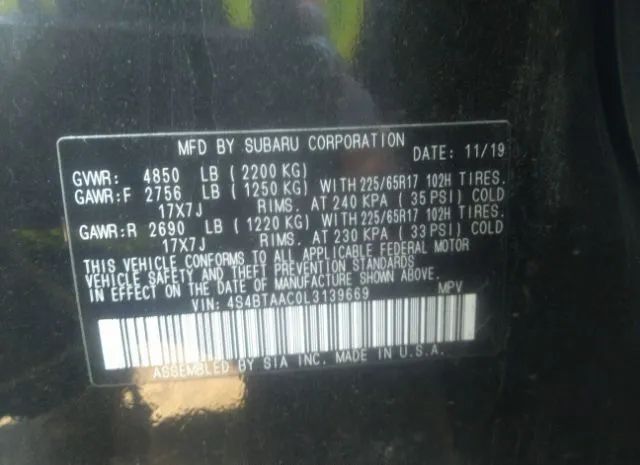 MFD BY SUBARU CORPORATION DATE: 11/19
GVWR: 4850 LB (2200 KG)
GAWR:F 2756 LB (1250 KG) WITH 225/65R17 102H TIRES.
17X7J RIMS. AT 240 KPA (35 PSI) COLD
GAWR:R 2690 LB (1220 KG) WITH 225/65R17 102H TIRES.
17X7J RIMS. AT 230 KPA (33 PSI) COLD
THIS VEHICLE CONFORMS TO ALL APPLICABLE FEDERAL MOTOR
VEHICLE SAFETY AND THEFT PREVENTION STANDARDS
IN EFFECT ON THE DATE OF MANUFACTURE SHOWN ABOVE.
VIN: 4S4BTAAC0L3139669 MPV
ASSEMBLED BY SIA INC. MADE IN U.S.A.